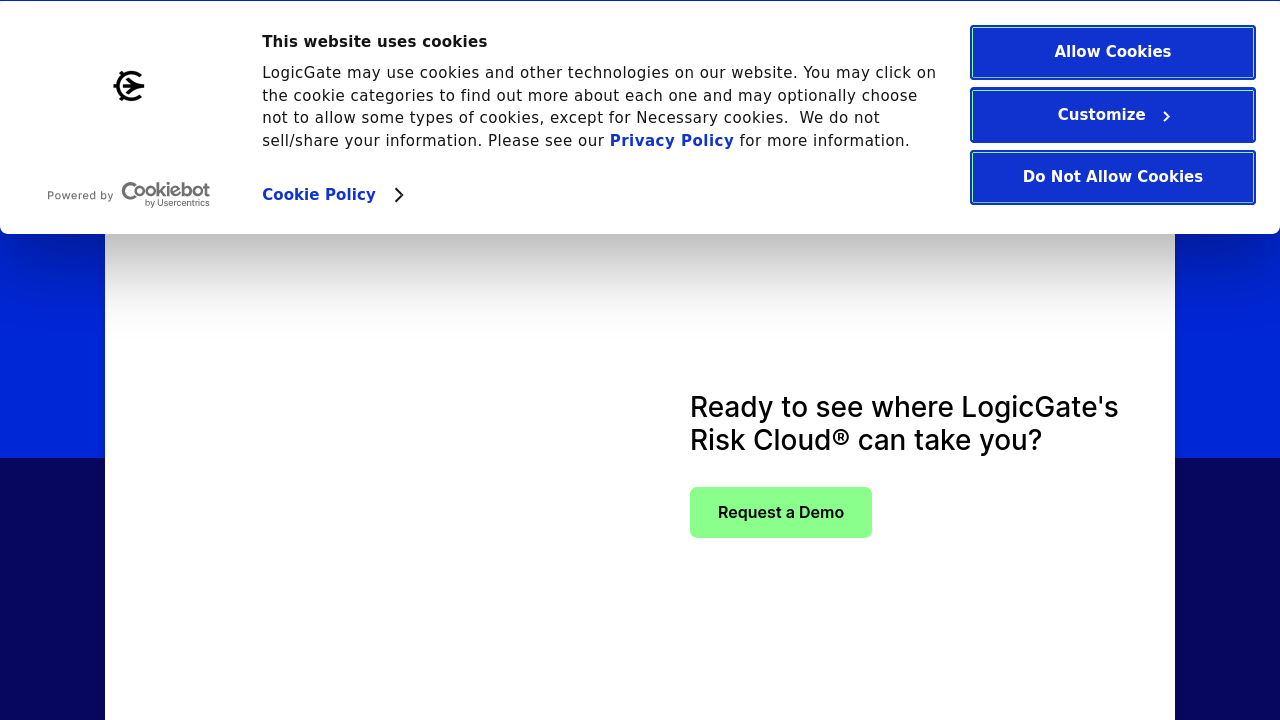 This website uses cookies
LogicGate may use cookies and other technologies on our website. You may click on
the cookie categories to find out more about each one and may optionally choose
not to allow some types of cookies, except for Necessary cookies.  We do not
sell/share your information. Please see our Privacy Policy for more information.
Cookie Policy
Powered by Cookiebot
by Usercentrics
Allow Cookies
Customize
Do Not Allow Cookies
Ready to see where LogicGate's
Risk Cloud® can take you?
Request a Demo